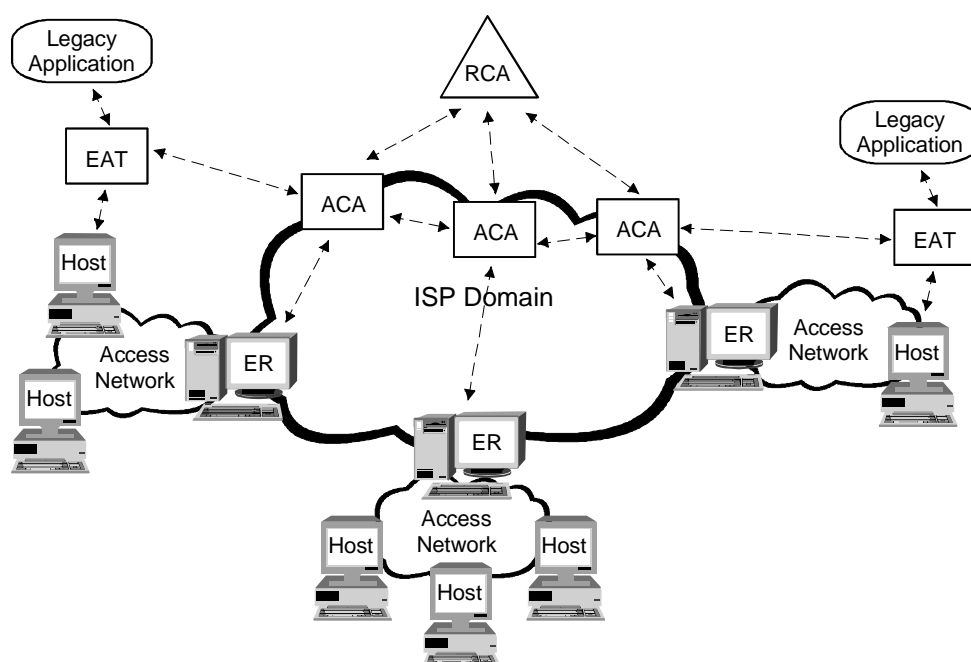 Legacy
Application
RCA
Legacy
Application
EAT
ACA
ACA
ACA
EAT
Host
ISP Domain
Access
Network
ER
Host
ER
Access
Network
Host
ER
Access
Network
Host
Host
Host